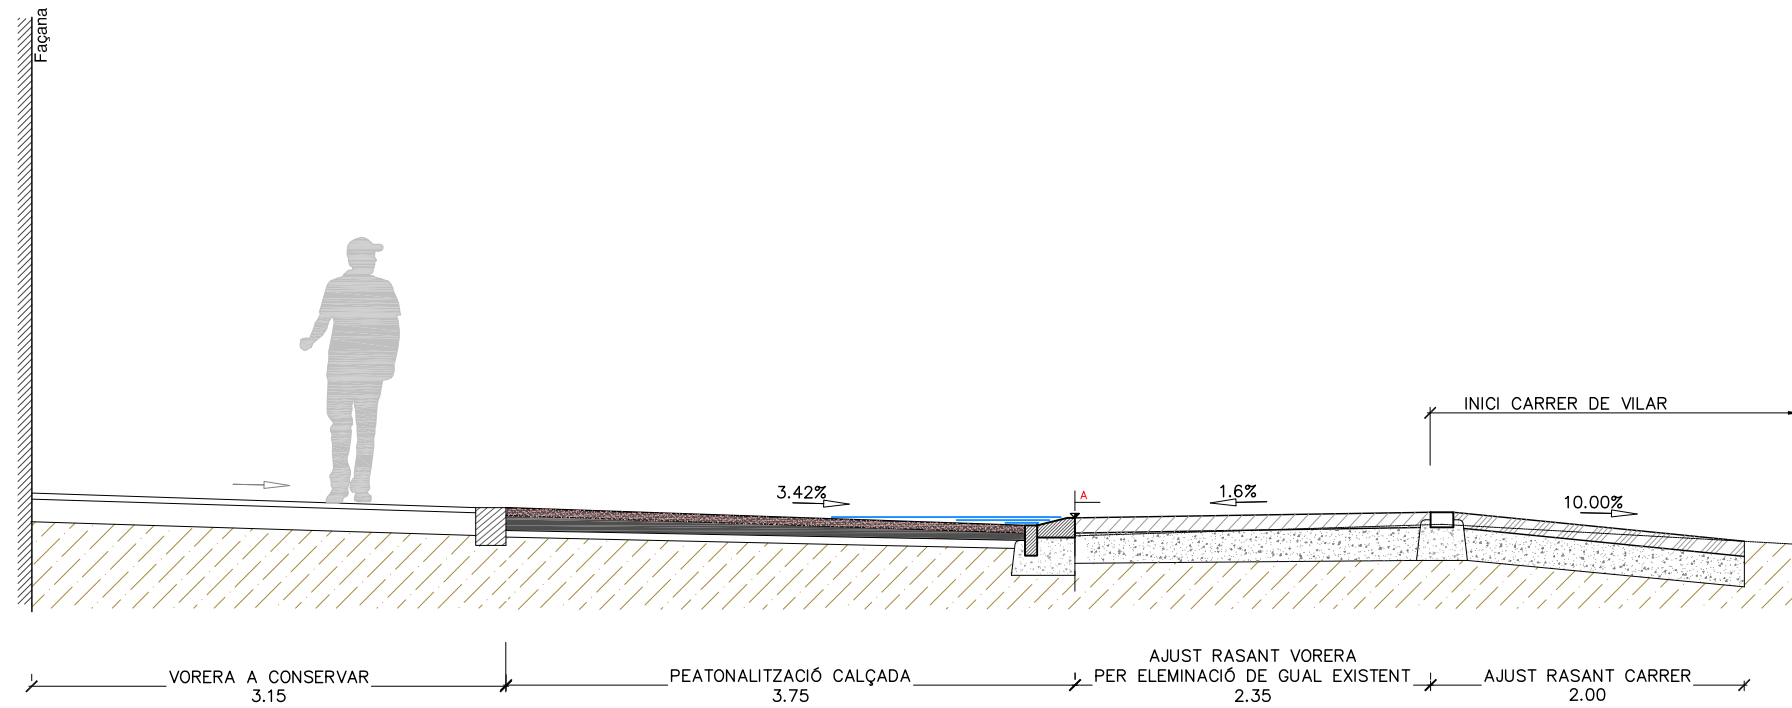 Façana
INICI CARRER DE VILAR
3.42%
A
1.6%
10.00%
VORERA A CONSERVAR
3.15
PEATONALITZACIÓ CALÇADA
3.75
AJUST RASANT VORERA
PER ELEMINACIÓ DE GUAL EXISTENT
2.35
AJUST RASANT CARRER
2.00